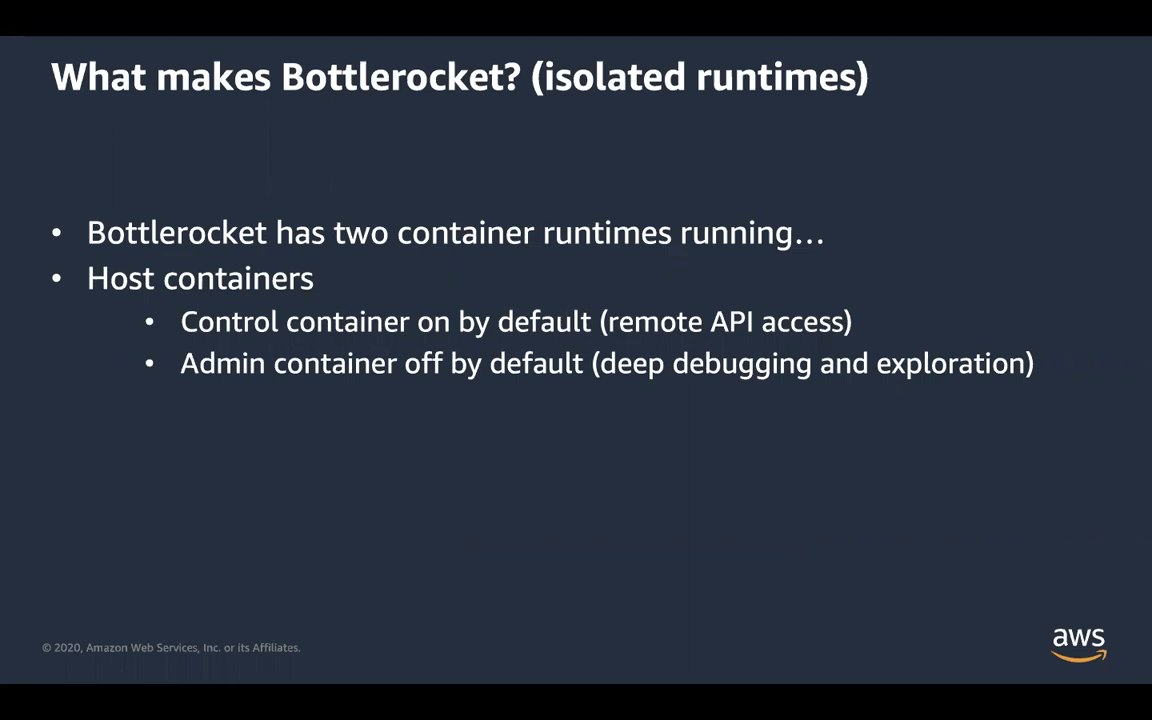 What makes Bottlerocket? (isolated runtimes)
• Bottlerocket has two container runtimes running…
• Host containers
• Control container on by default (remote API access)
• Admin container off by default (deep debugging and exploration)
© 2020, Amazon Web Services, Inc. or its Affiliates.
aws